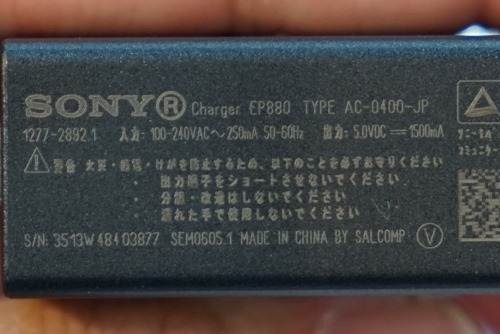 SONY® Charger EP880 TYPE AC-0400-JP
1277-2892.1 入力: 100-240VAC～250mA 50-60Hz 出力: 5.0VDC⎓1500mA
警告 火災・感電・けがを防止するため、以下のことを必ずお守りください
・出力端子をショートさせないでください
・分解・改造はしないでください
・濡れた手で使用しないでください
S/N: 3513W48403877 SEM0605.1 MADE IN CHINA BY SALCOMP V